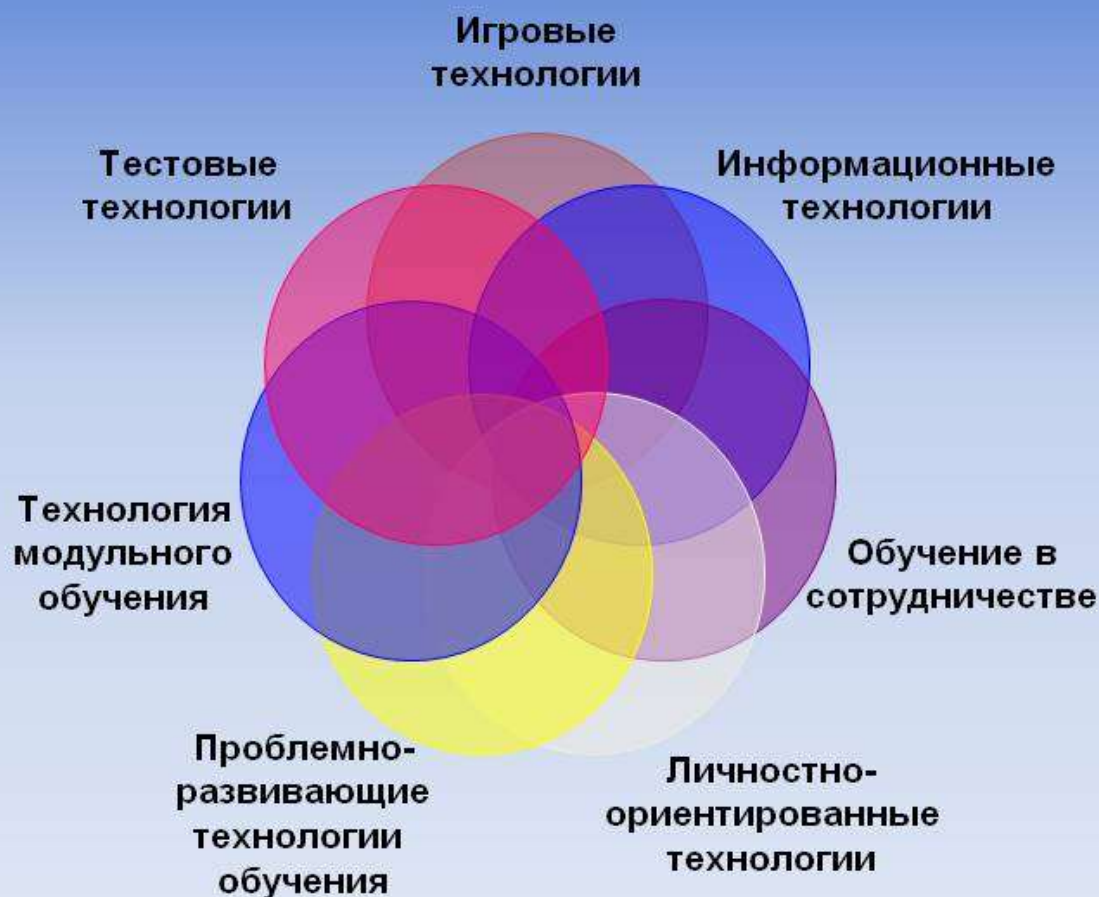 Игровые
технологии
Тестовые
технологии
Информационные
технологии
Технология
модульного
обучения
Обучение в
сотрудничестве
Проблемно-
развивающие
технологии
обучения
Личностно-
ориентированные
технологии